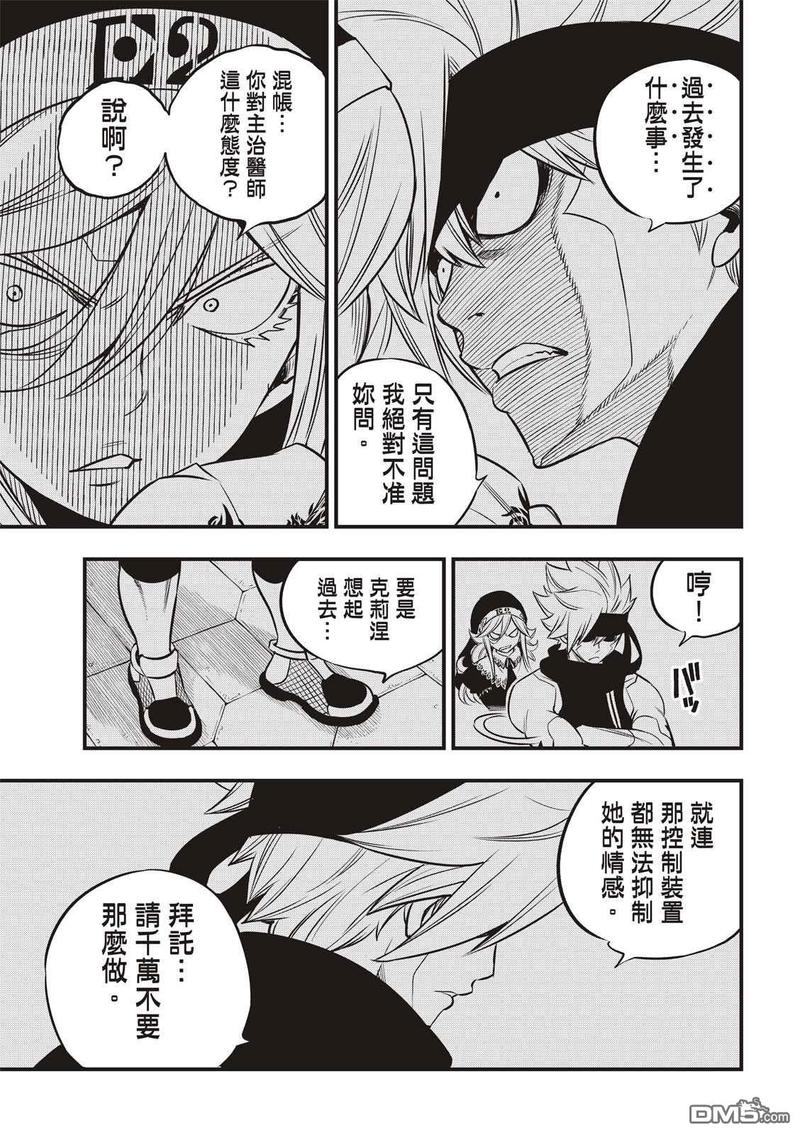 過去發生了
什麼事…
只有這問題
我絕對不准
妳問。
E2
混帳…
你對主治醫師
這什麼態度？
說啊？
哼！
E2
バッ
要是
克莉涅
想起
過去…
就連
那控制裝置
都無法抑制
她的情感。
拜託…
請千萬不要
那麼做。
DM5.com